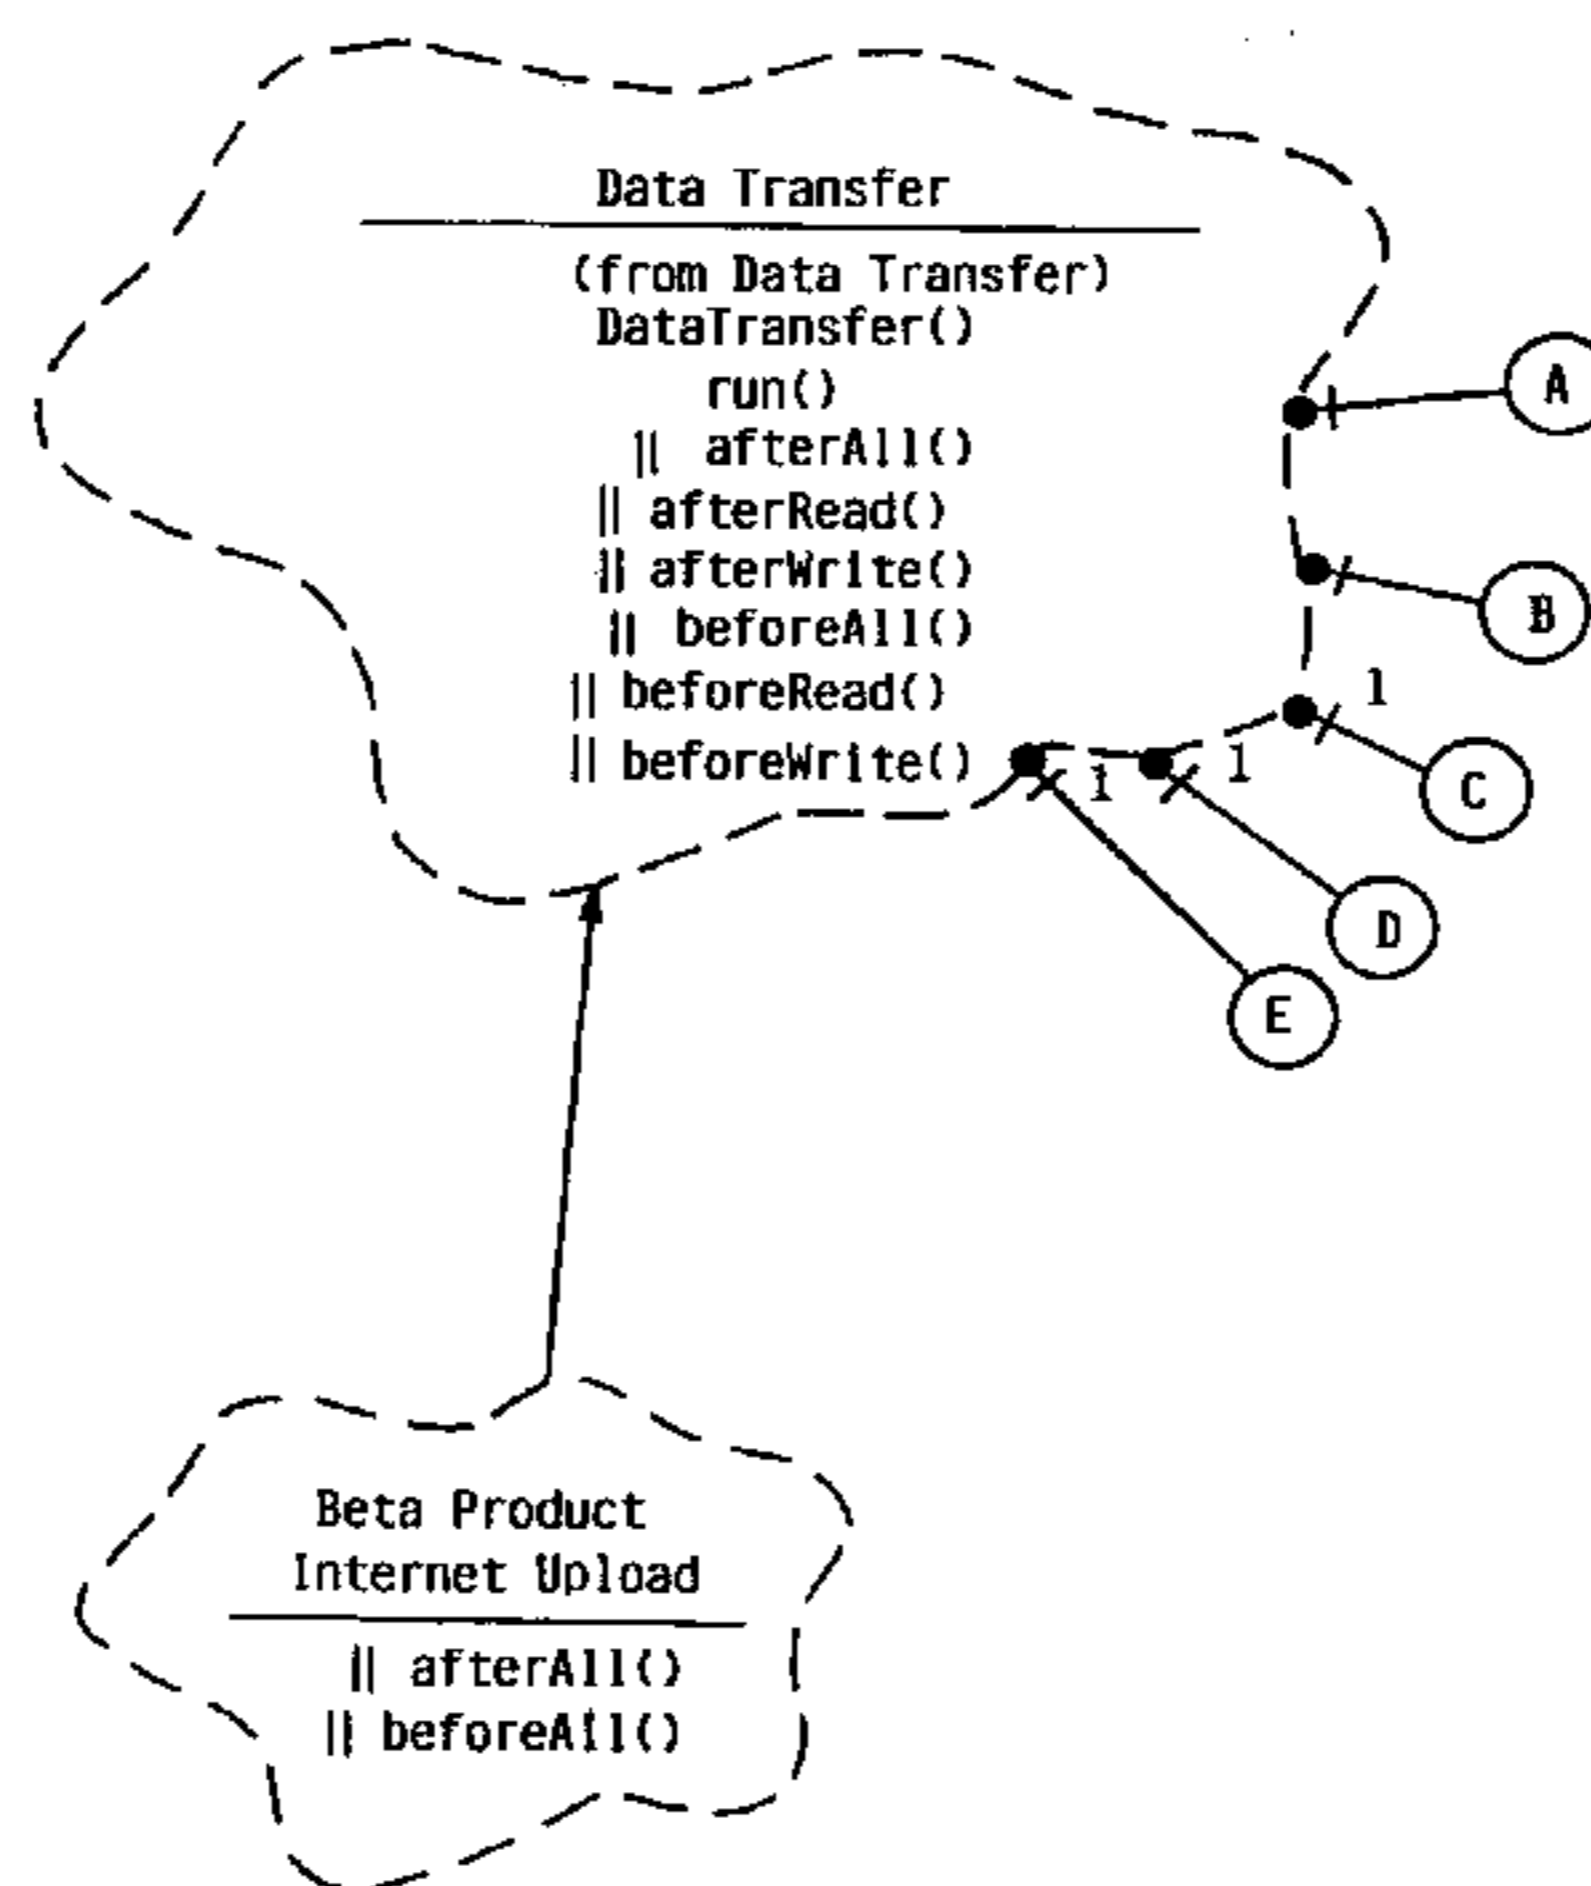 Data Transfer
(from Data Transfer)
DataTransfer()
run()
|| afterAll()
|| afterRead()
|| afterWrite()
|| beforeAll()
|| beforeRead()
|| beforeWrite()
A
B
1
C
1
1
D
E
Beta Product
Internet Upload
|| afterAll()
|| beforeAll()